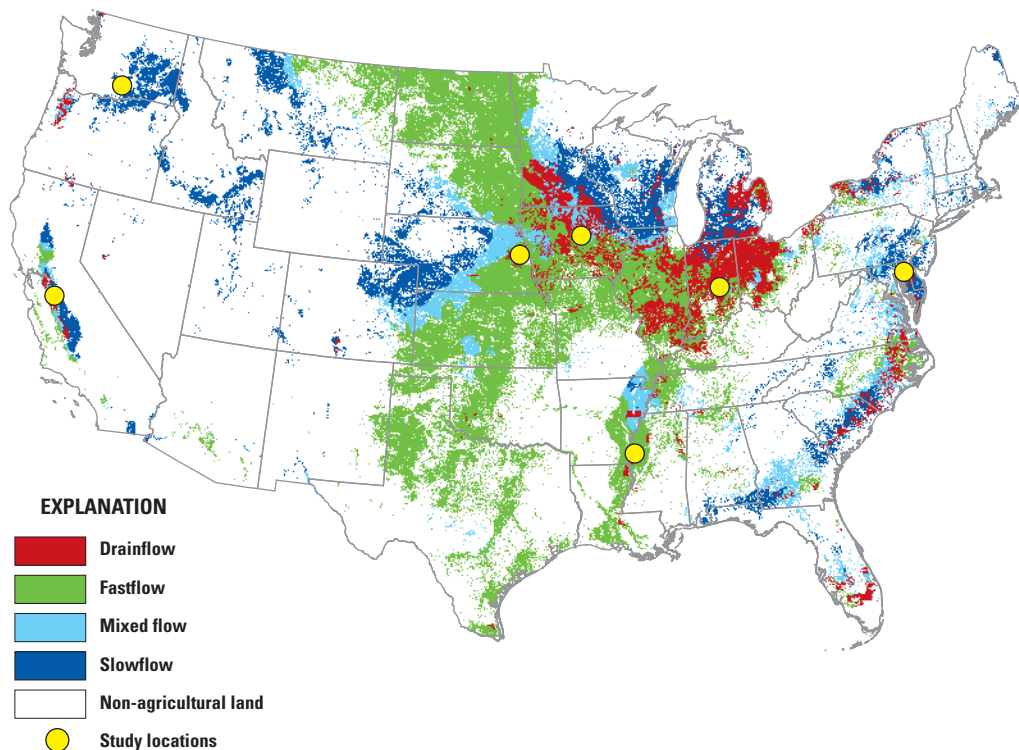 EXPLANATION
Drainflow
Fastflow
Mixed flow
Slowflow
Non-agricultural land
Study locations